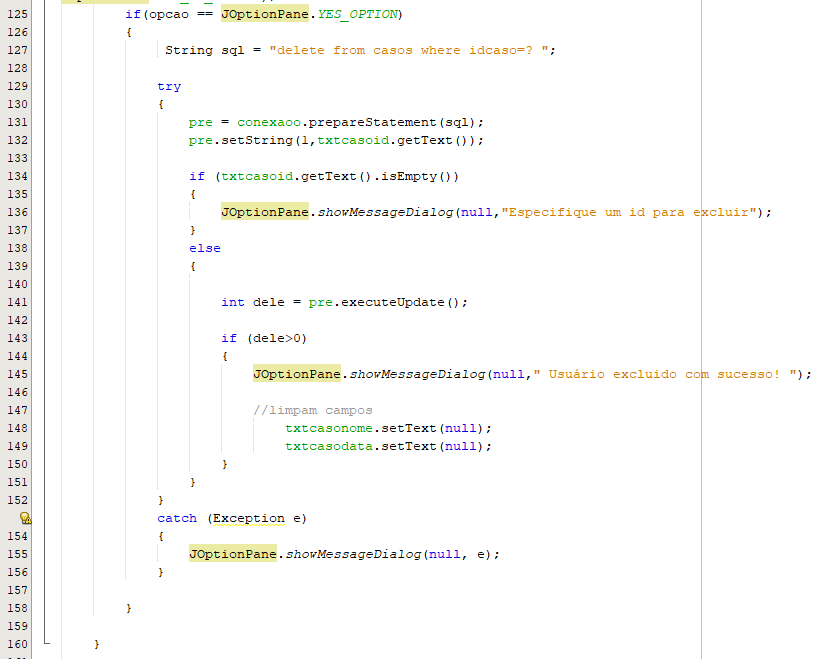 125 if(opcao == JOptionPane.YES_OPTION)
126 {
127 String sql = "delete from casos where idcaso=? ";
128
129 try
130 {
131 pre = conexaoo.prepareStatement(sql);
132 pre.setString(1,txtcasoid.getText());
133
134 if (txtcasoid.getText().isEmpty())
135 {
136 JOptionPane.showMessageDialog(null,"Especifique um id para excluir");
137 }
138 else
139 {
140
141 int dele = pre.executeUpdate();
142
143 if (dele>0)
144 {
145 JOptionPane.showMessageDialog(null," Usuário excluido com sucesso! ");
146
147 //limpam campos
148 txtcasonome.setText(null);
149 txtcasodata.setText(null);
150 }
151 }
152 }
catch (Exception e)
154 {
155 JOptionPane.showMessageDialog(null, e);
156 }
157
158 }
159
160 }